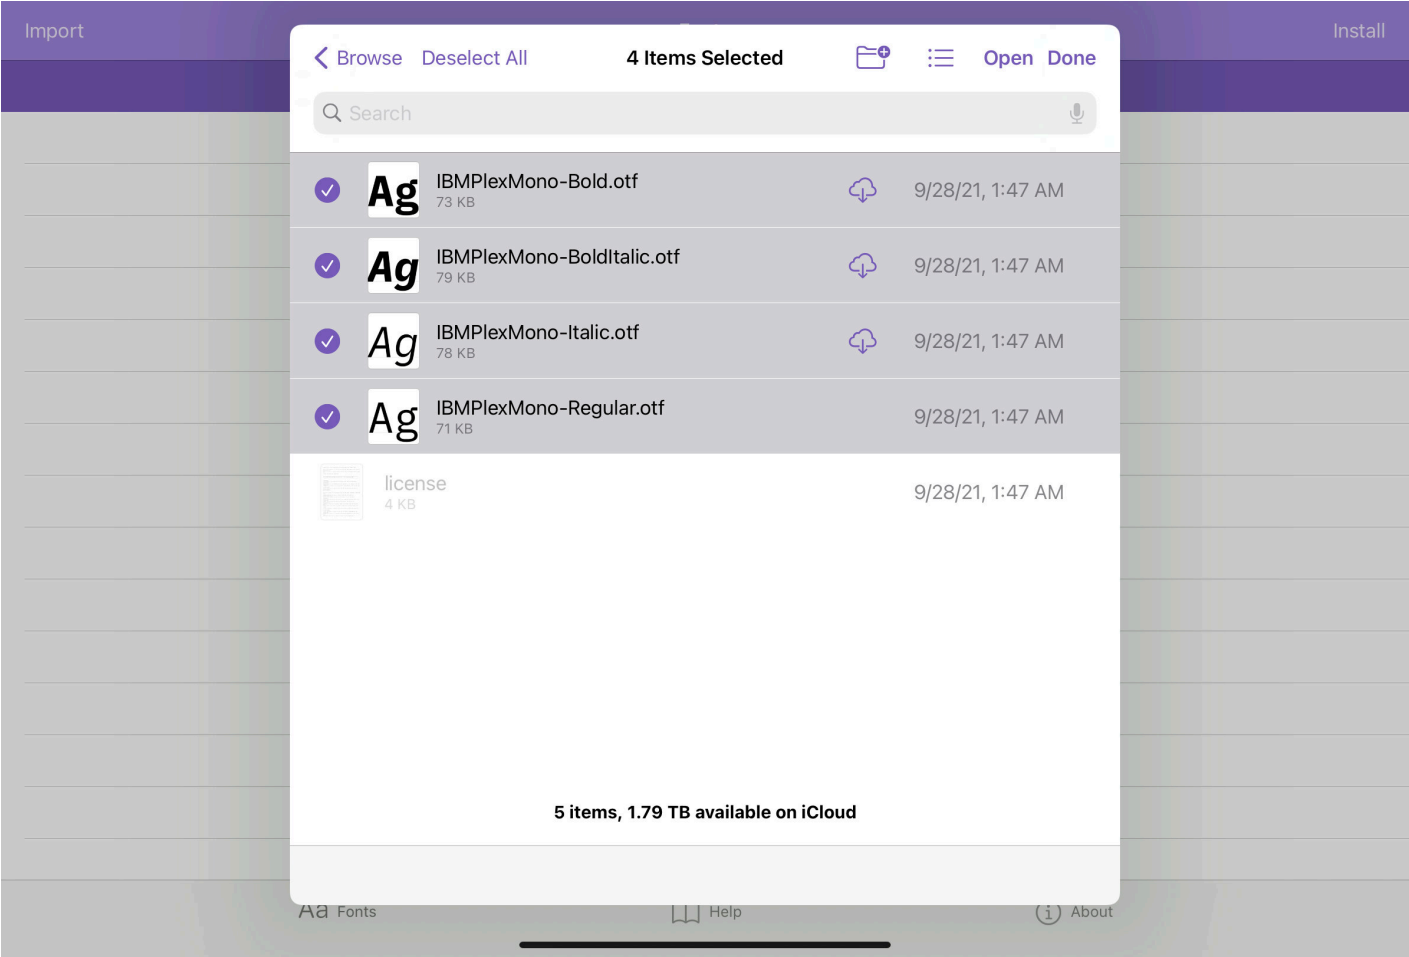 Import
Install
Browse Deselect All 4 Items Selected Open Done
Search
Ag IBMPlexMono-Bold.otf 9/28/21, 1:47 AM
73 KB
Ag IBMPlexMono-BoldItalic.otf 9/28/21, 1:47 AM
79 KB
Ag IBMPlexMono-Italic.otf 9/28/21, 1:47 AM
78 KB
Ag IBMPlexMono-Regular.otf 9/28/21, 1:47 AM
71 KB
license 9/28/21, 1:47 AM
4 KB
5 items, 1.79 TB available on iCloud
Aa Fonts Help About